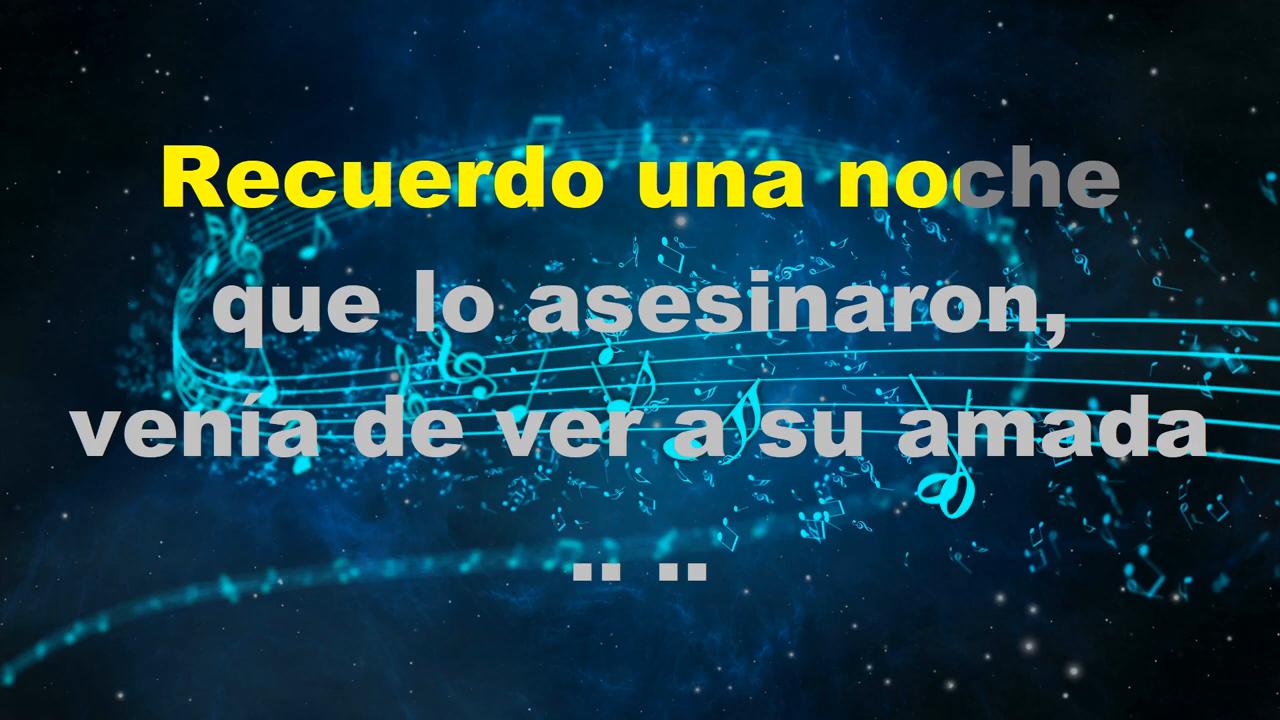 Recuerdo una noche
que lo asesinaron,
venía de ver a su amada
.. ..